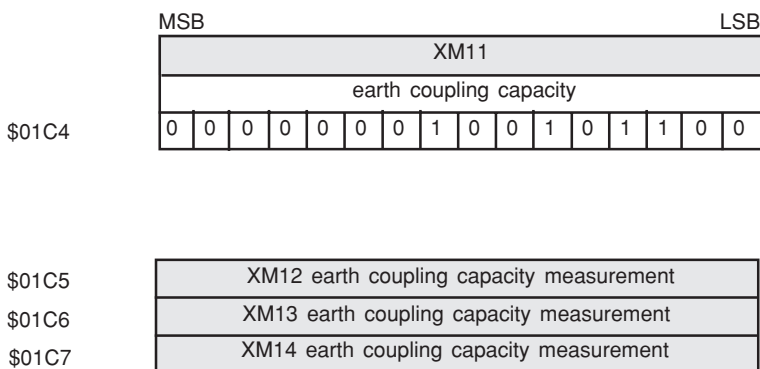 MSB LSB
XM11
earth coupling capacity
$01C4 0 0 0 0 0 0 0 1 0 0 1 0 1 1 0 0
$01C5 XM12 earth coupling capacity measurement
$01C6 XM13 earth coupling capacity measurement
$01C7 XM14 earth coupling capacity measurement